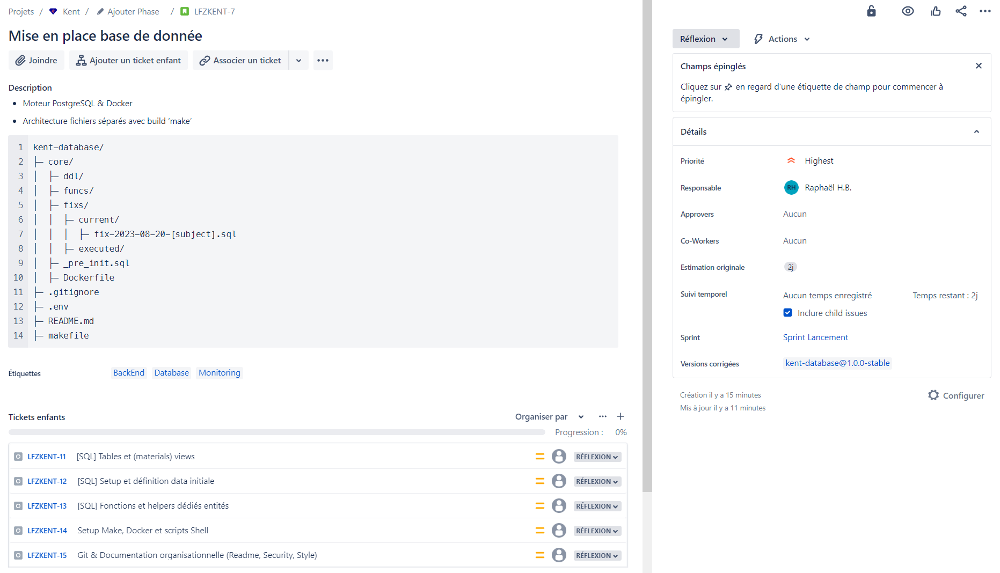 Projets / Kent / Ajouter Phase / LFZKENT-7
Mise en place base de donnée
Joindre Ajouter un ticket enfant Associer un ticket
Description
Moteur PostgreSQL & Docker
Architecture fichiers séparés avec build ‘make’
1 kent-database/
2 ├─ core/
3 │  ├─ ddl/
4 │  ├─ funcs/
5 │  ├─ fixs/
6 │  │  ├─ current/
7 │  │  │  ├─ fix-2023-08-20-[subject].sql
8 │  │  ├─ executed/
9 │  ├─ _pre_init.sql
10 │  ├─ Dockerfile
11 ├─ .gitignore
12 ├─ .env
13 ├─ README.md
14 ├─ makefile
Étiquettes BackEnd Database Monitoring
Tickets enfants Organiser par
Progression : 0%
LFZKENT-11 [SQL] Tables et (materials) views RÉFLEXION
LFZKENT-12 [SQL] Setup et définition data initiale RÉFLEXION
LFZKENT-13 [SQL] Fonctions et helpers dédiés entités RÉFLEXION
LFZKENT-14 Setup Make, Docker et scripts Shell RÉFLEXION
LFZKENT-15 Git & Documentation organisationnelle (Readme, Security, Style) RÉFLEXION
Réflexion Actions
Champs épinglés
Cliquez sur en regard d'une étiquette de champ pour commencer à
épingler.
Détails
Priorité Highest
Responsable RH Raphaël H.B.
Approvers Aucun
Co-Workers Aucun
Estimation originale 2j
Suivi temporel Aucun temps enregistré Temps restant : 2j
Inclure child issues
Sprint Sprint Lancement
Versions corrigées kent-database@1.0.0-stable
Création il y a 15 minutes
Configurer
Mis à jour il y a 11 minutes